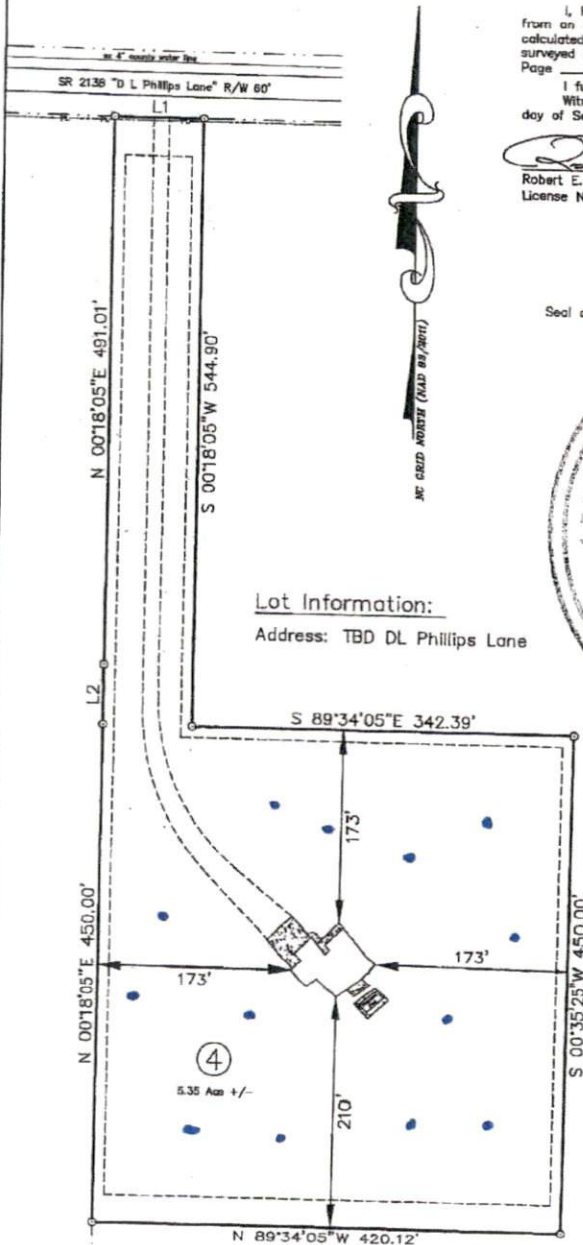 ex 4" county water line
SR 2138 "D L Phillips Lane" R/W 60'
L1
I,
from an
calculated
surveyed
Page
I fu
Witn
day of Se
Robert E.
License N
Seal
NC GRID NORTH (NAD 83/2011)
N 00°18'05"E 491.01'
S 00°18'05"W 544.90'
Lot Information:
Address: TBD DL Phillips Lane
L2
S 89°34'05"E 342.39'
173'
N 00°18'05"E 450.00'
173'
173'
S 00°35'25"W 450.00'
4
5.35 Acs +/-
210'
N 89°34'05"W 420.12'